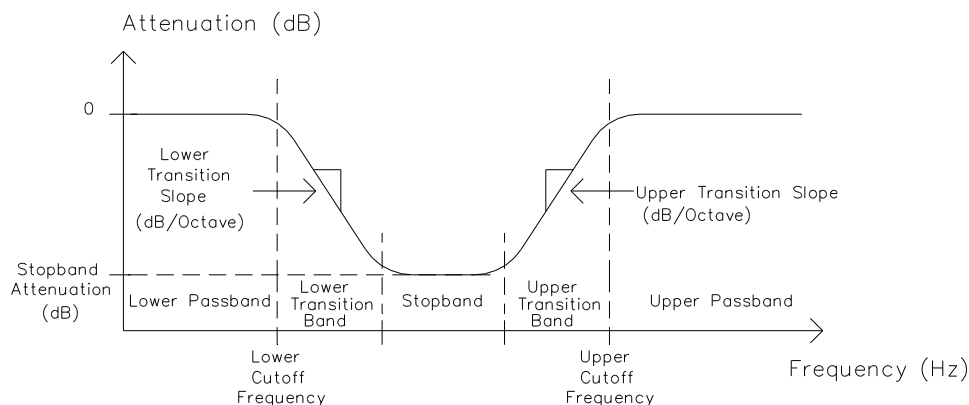 Attenuation (dB)
0
Lower
Transition
Slope
(dB/Octave)
Upper Transition Slope
(dB/Octave)
Stopband
Attenuation
(dB)
Lower Passband
Lower
Transition
Band
Stopband
Upper
Transition
Band
Upper Passband
Lower
Cutoff
Frequency
Upper
Cutoff
Frequency
Frequency (Hz)